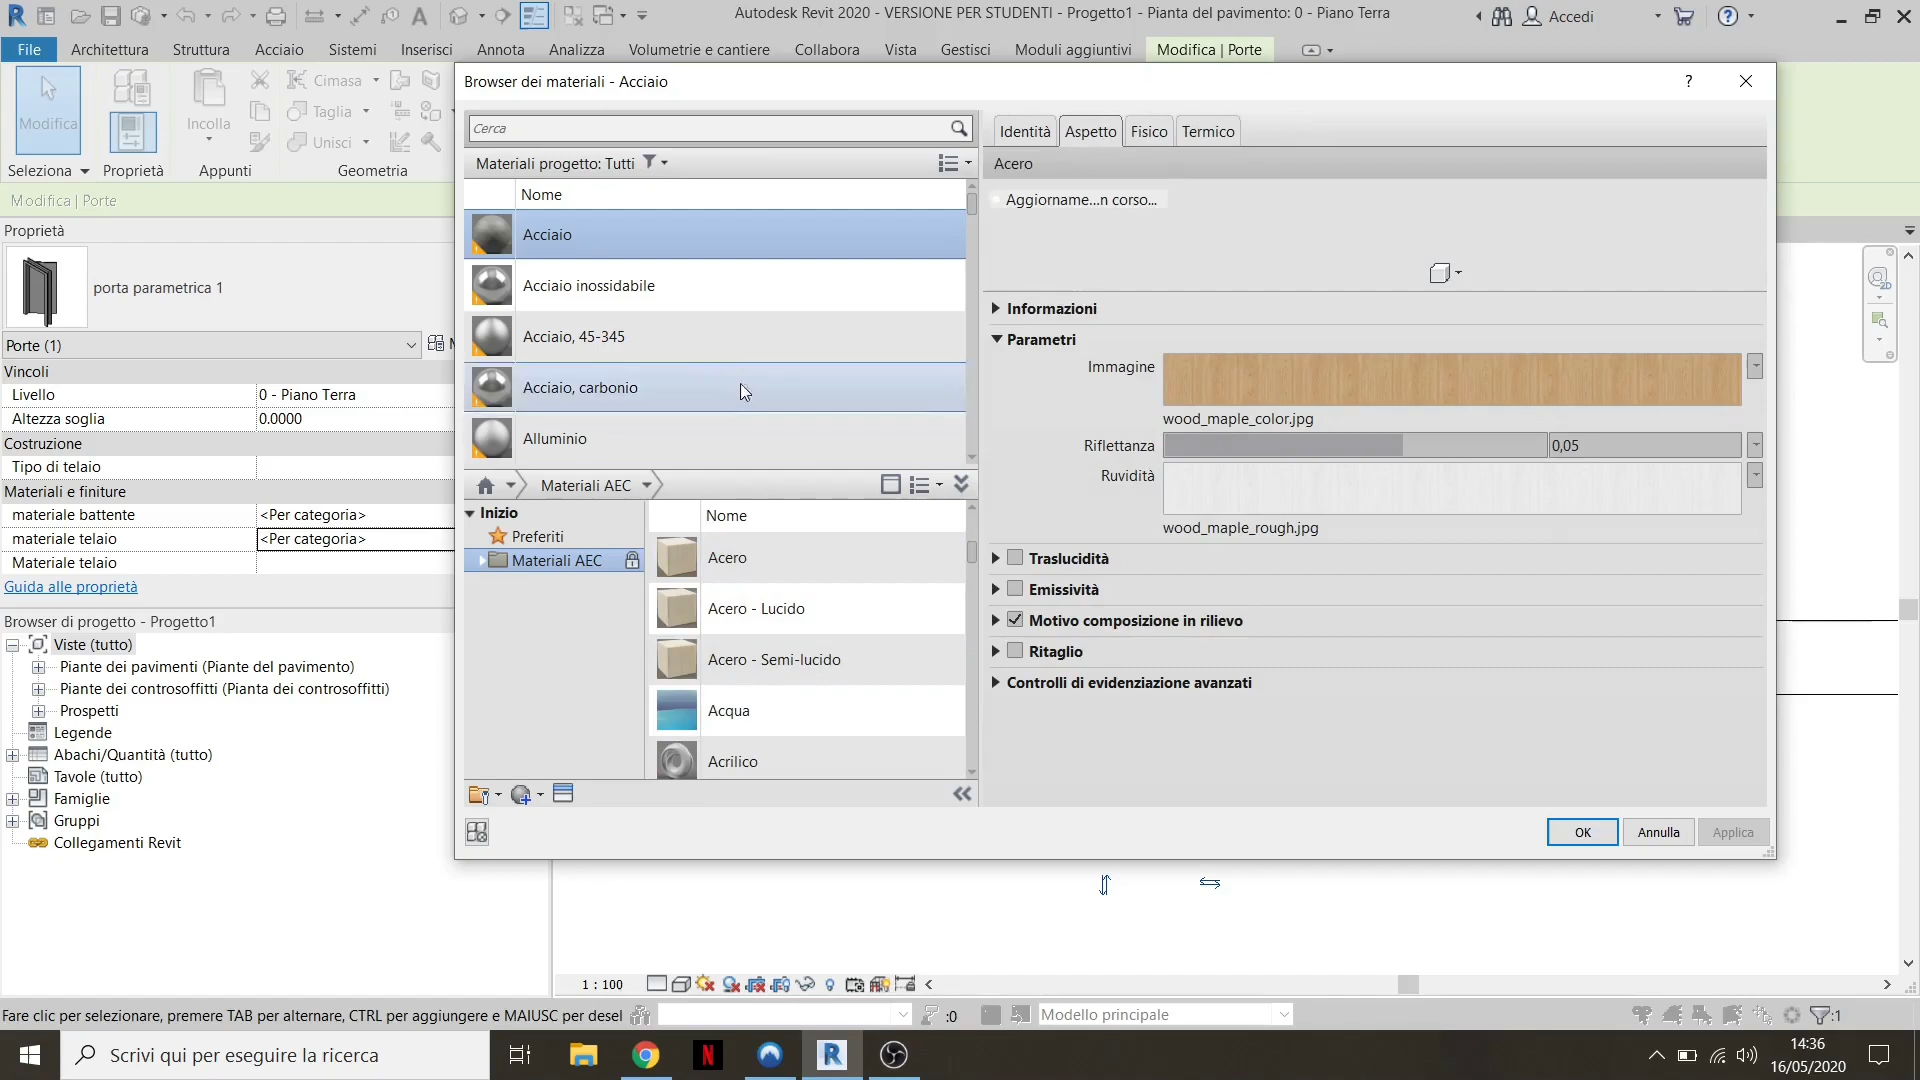 Autodesk Revit 2020 - VERSIONE PER STUDENTI - Progetto1 - Pianta del pavimento: 0 - Piano Terra
Accedi
File
Architettura
Struttura
Acciaio
Sistemi
Inserisci
Annota
Analizza
Volumetrie e cantiere
Collabora
Vista
Gestisci
Moduli aggiuntivi
Modifica | Porte
Modifica
Incolla
Cimasa
Taglia
Unisci
Seleziona
Proprietà
Appunti
Geometria
Modifica | Porte
Proprietà
porta parametrica 1
Porte (1)
Vincoli
Livello
0 - Piano Terra
Altezza soglia
0.0000
Costruzione
Tipo di telaio
Materiali e finiture
materiale battente
<Per categoria>
materiale telaio
<Per categoria>
Materiale telaio
Guida alle proprietà
Browser di progetto - Progetto1
Viste (tutto)
Piante dei pavimenti (Piante del pavimento)
Piante dei controsoffitti (Pianta dei controsoffitti)
Prospetti
Legende
Abachi/Quantità (tutto)
Tavole (tutto)
Famiglie
Gruppi
Collegamenti Revit
Browser dei materiali - Acciaio
Cerca
Materiali progetto: Tutti
Nome
Acciaio
Acciaio inossidabile
Acciaio, 45-345
Acciaio, carbonio
Alluminio
Materiali AEC
Inizio
Preferiti
Materiali AEC
Nome
Acero
Acero - Lucido
Acero - Semi-lucido
Acqua
Acrilico
Identità
Aspetto
Fisico
Termico
Acero
Aggiorname...n corso...
Informazioni
Parametri
Immagine
wood_maple_color.jpg
Riflettanza
0,05
Ruvidità
wood_maple_rough.jpg
Traslucidità
Emissività
Motivo composizione in rilievo
Ritaglio
Controlli di evidenziazione avanzati
OK
Annulla
Applica
1 : 100
Fare clic per selezionare, premere TAB per alternare, CTRL per aggiungere e MAIUSC per desel
:0
Modello principale
:1
Scrivi qui per eseguire la ricerca
14:36
16/05/2020